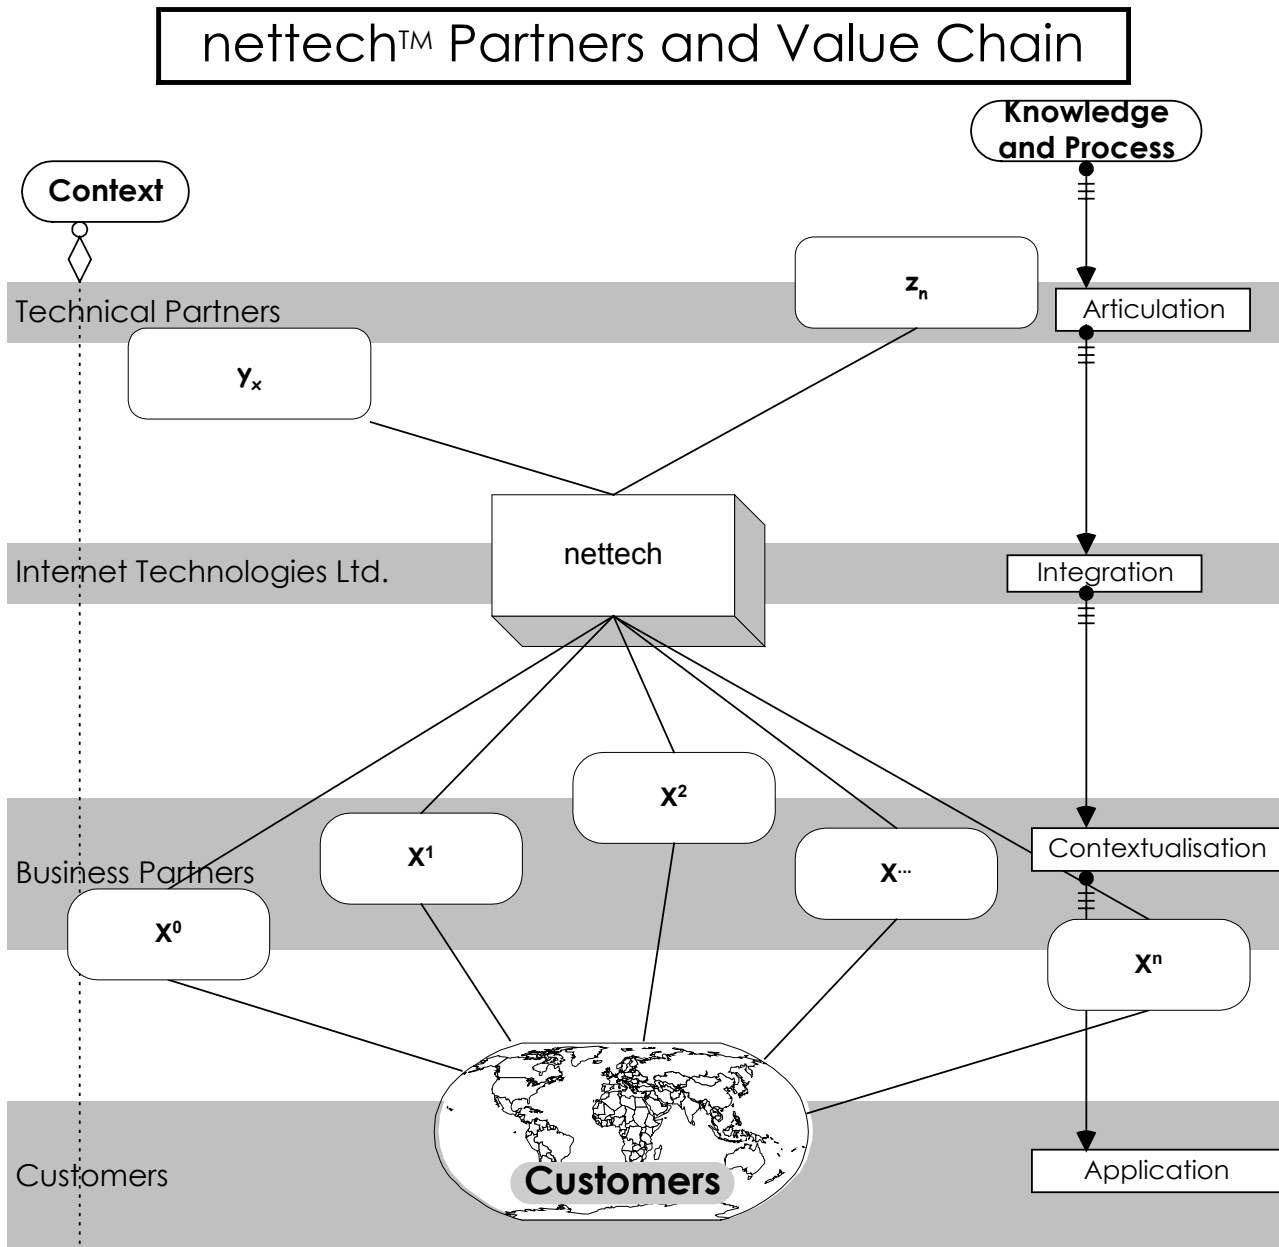 nettech™ Partners and Value Chain
Knowledge
and Process
Context
zₙ
Technical Partners
Articulation
yₓ
nettech
Internet Technologies Ltd.
Integration
X²
Contextualisation
X¹
X···
Business Partners
X⁰
Xⁿ
Customers
Application
Customers